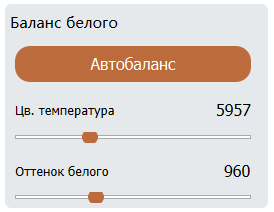 Баланс белого
Автобаланс
Цв. температура 5957
Оттенок белого 960